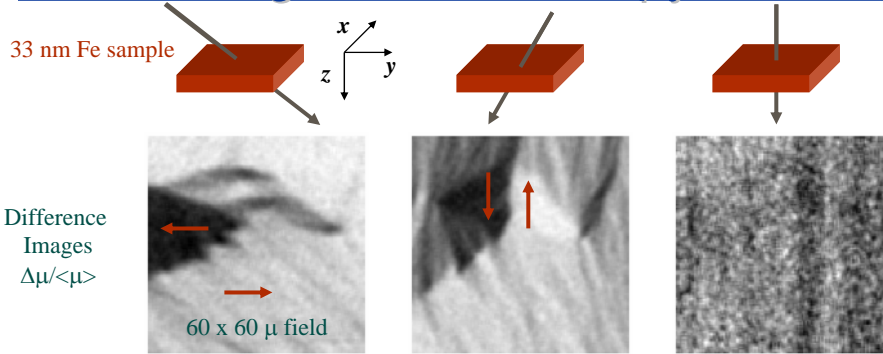 x
33 nm Fe sample
y
z
Difference
Images
Δμ/<μ>
60 x 60 μ field